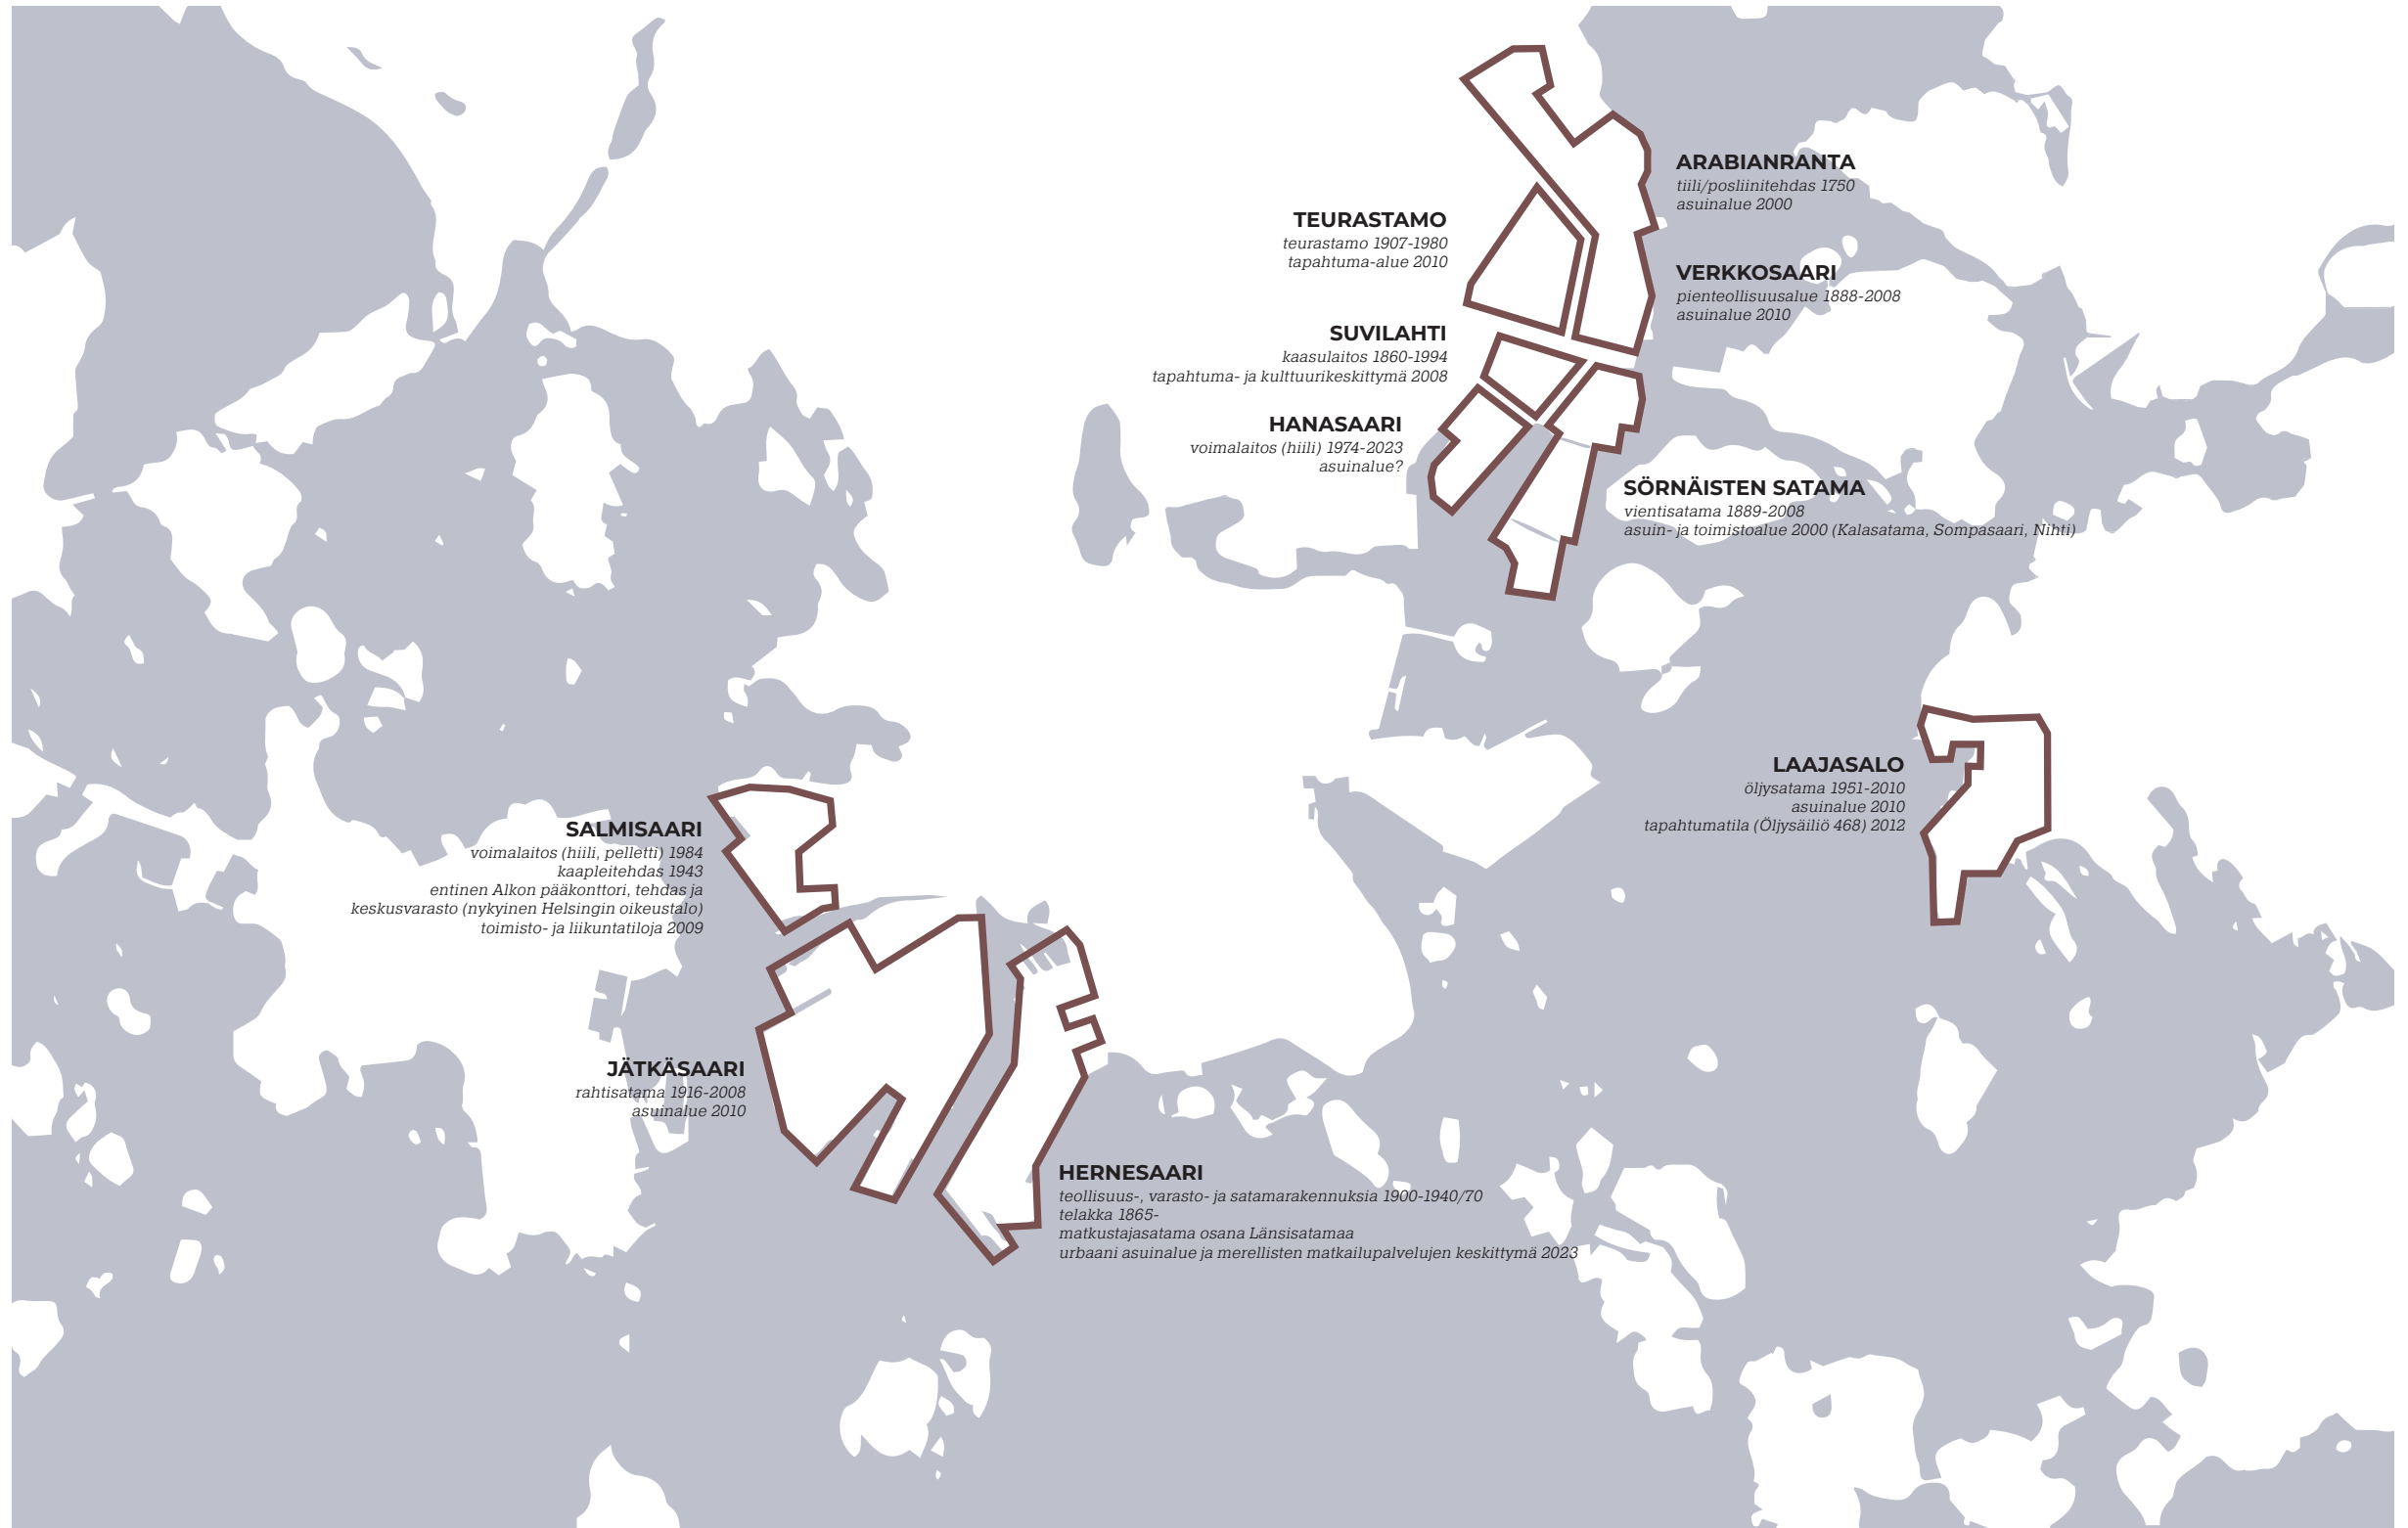 ARABIANRANTA
tiili/posliinitehdas 1750
asuinalue 2000
TEURASTAMO
teurastamo 1907-1980
tapahtuma-alue 2010
VERKKOSAARI
pienteollisuusalue 1888-2008
asuinalue 2010
SUVILAHTI
kaasulaitos 1860-1994
tapahtuma- ja kulttuurikeskittymä 2008
HANASAARI
voimalaitos (hiili) 1974-2023
asuinalue?
SÖRNÄISTEN SATAMA
vientisatama 1889-2008
asuin- ja toimistoalue 2000 (Kalasatama, Sompasaari, Nihti)
LAAJASALO
öljysatama 1951-2010
asuinalue 2010
tapahtumatila (Öljysäiliö 468) 2012
SALMISAARI
voimalaitos (hiili, pelletti) 1984
kaapleitehdas 1943
entinen Alkon pääkonttori, tehdas ja
keskusvarasto (nykyinen Helsingin oikeustalo)
toimisto- ja liikuntatiloja 2009
JÄTKÄSAARI
rahtisatama 1916-2008
asuinalue 2010
HERNESAARI
teollisuus-, varasto- ja satamarakennuksia 1900-1940/70
telakka 1865-
matkustajasatama osana Länsisatamaa
urbaani asuinalue ja merellisten matkailupalvelujen keskittymä 2023